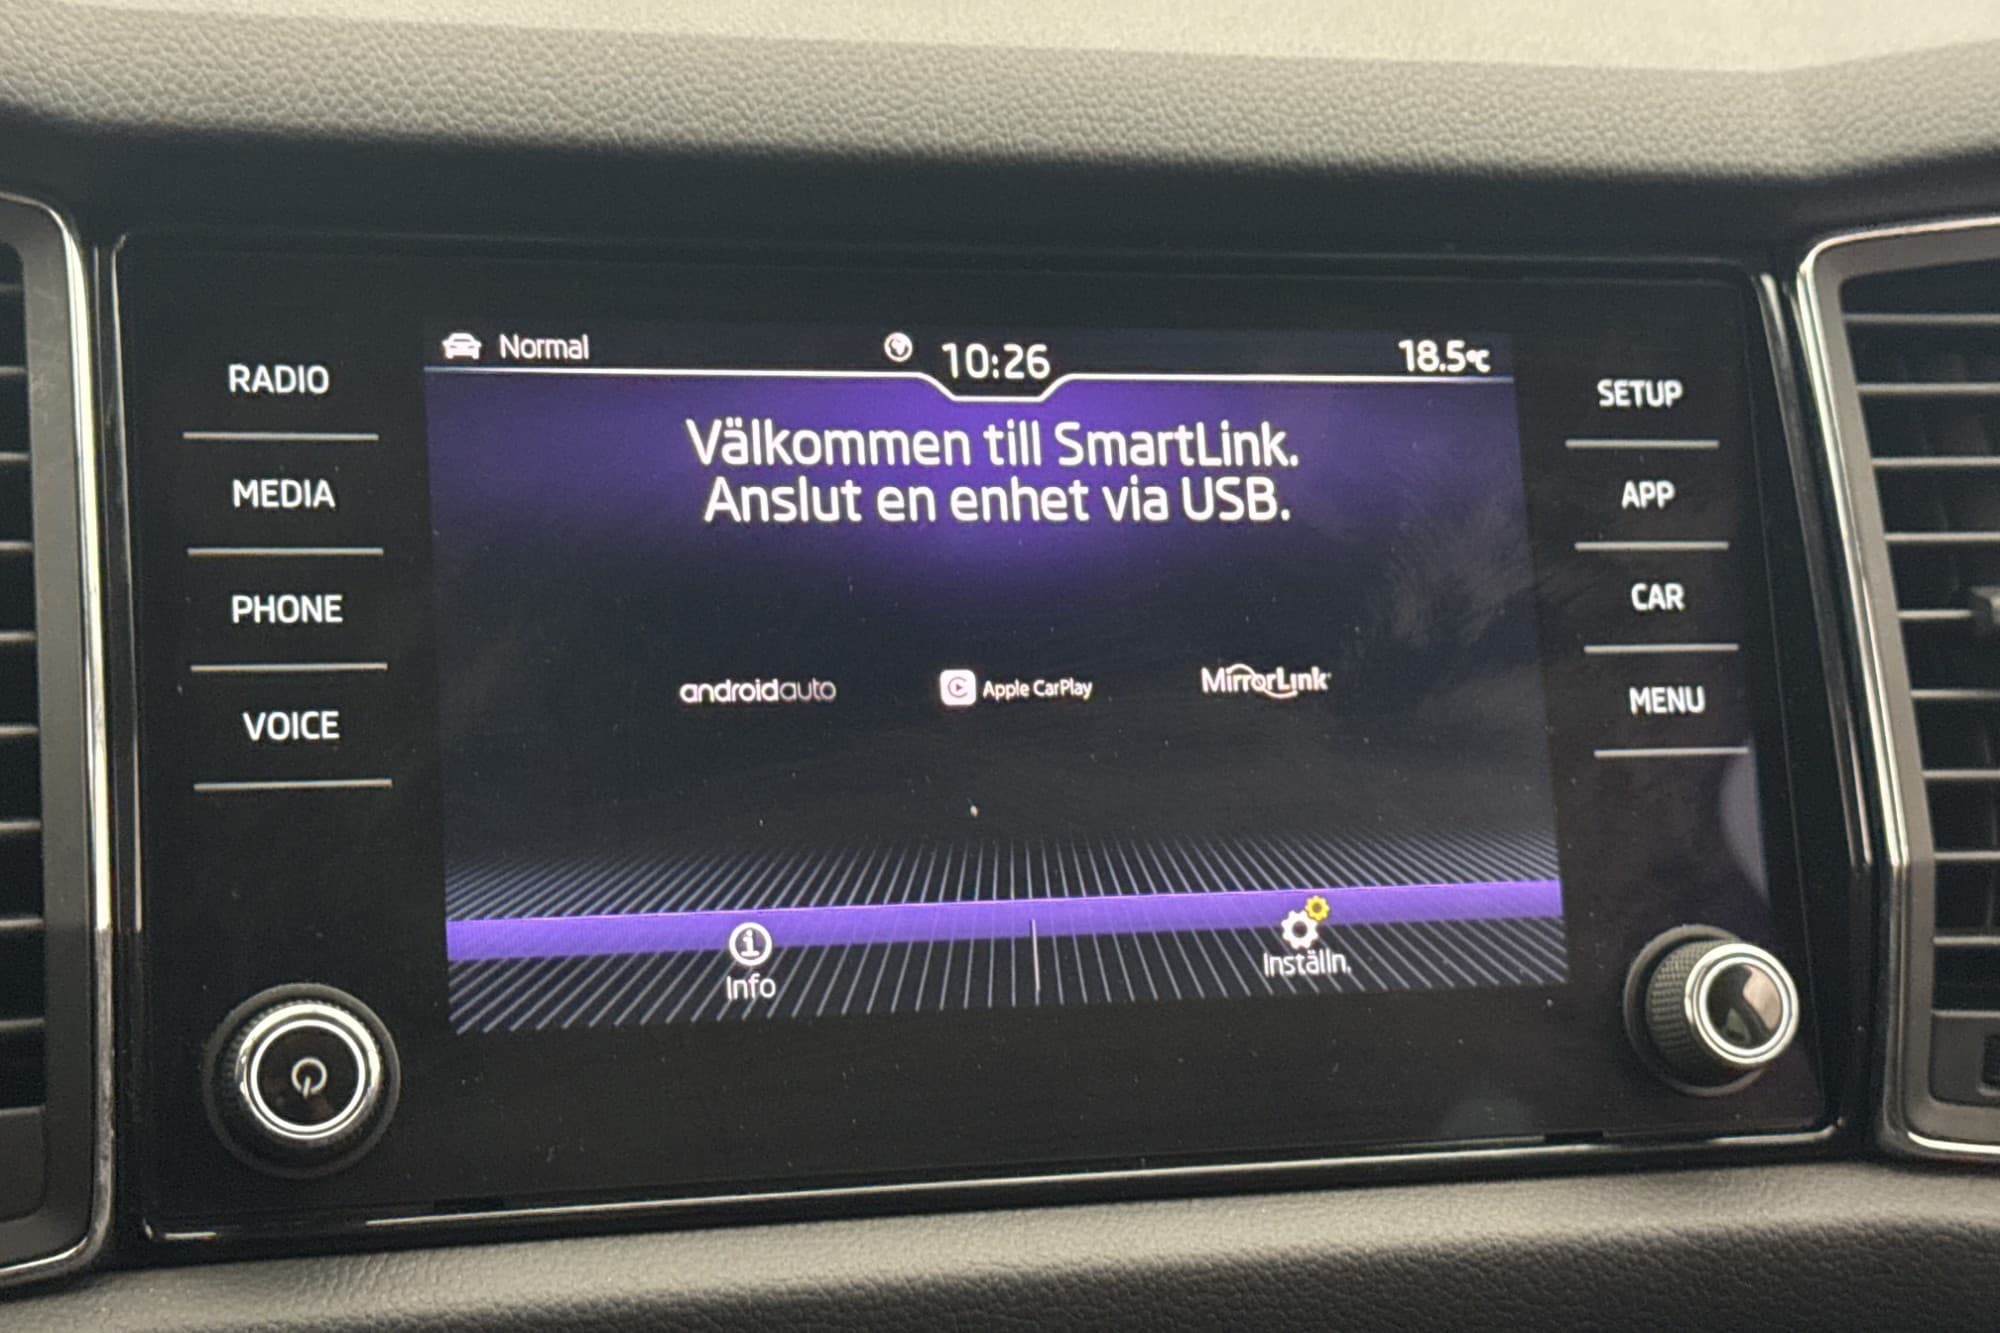 Normal
10:26
18.5°C
RADIO
MEDIA
PHONE
VOICE
Välkommen till SmartLink.
Anslut en enhet via USB.
androidauto
Apple CarPlay
MirrorLink
Info
Inställn.
SETUP
APP
CAR
MENU